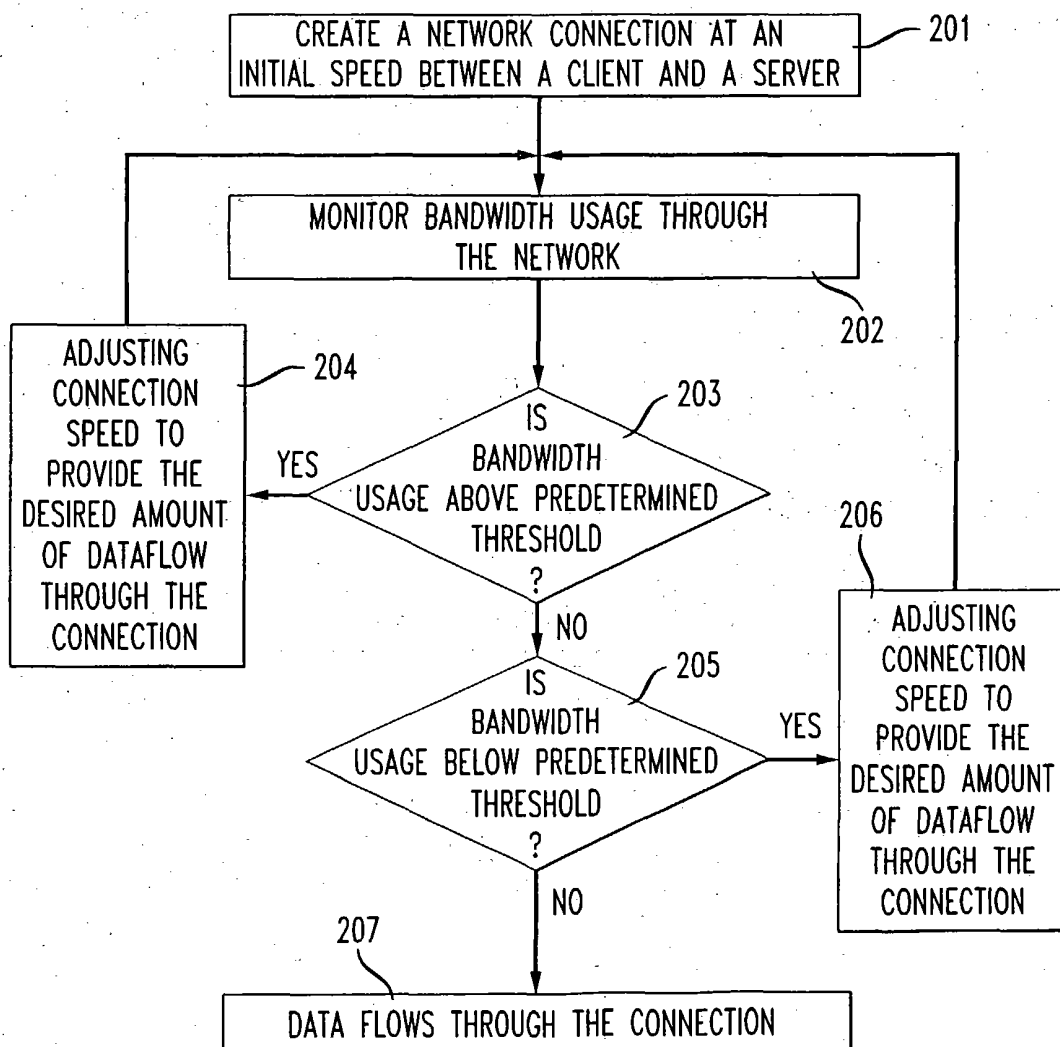 CREATE A NETWORK CONNECTION AT AN
INITIAL SPEED BETWEEN A CLIENT AND A SERVER
201
MONITOR BANDWIDTH USAGE THROUGH
THE NETWORK
202
ADJUSTING
CONNECTION
SPEED TO
PROVIDE THE
DESIRED AMOUNT
OF DATAFLOW
THROUGH THE
CONNECTION
204
YES
IS
BANDWIDTH
USAGE ABOVE PREDETERMINED
THRESHOLD
?
203
NO
IS
BANDWIDTH
USAGE BELOW PREDETERMINED
THRESHOLD
?
205
YES
206
ADJUSTING
CONNECTION
SPEED TO
PROVIDE THE
DESIRED AMOUNT
OF DATAFLOW
THROUGH THE
CONNECTION
NO
207
DATA FLOWS THROUGH THE CONNECTION